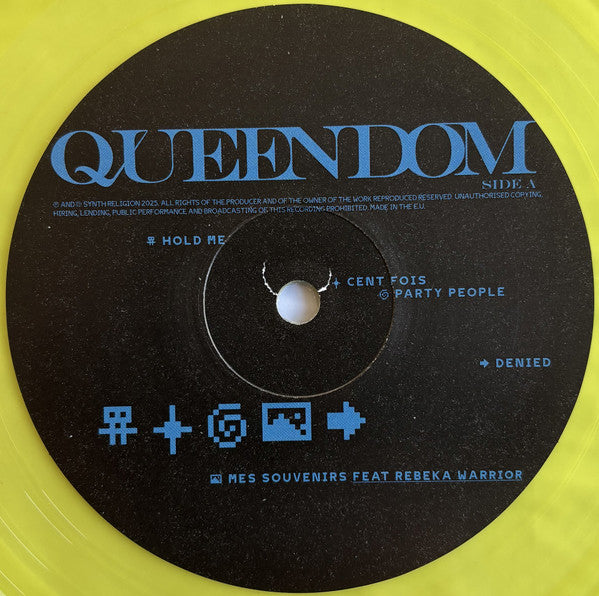 QUEENDOM
SIDE A
℗ AND © SYNTH RELIGION 2025. ALL RIGHTS OF THE PRODUCER AND OF THE OWNER OF THE WORK REPRODUCED RESERVED. UNAUTHORISED COPYING,
HIRING, LENDING, PUBLIC PERFORMANCE AND BROADCASTING OF THIS RECORDING PROHIBITED. MADE IN THE E.U.
HOLD ME
CENT FOIS
PARTY PEOPLE
DENIED
MES SOUVENIRS FEAT REBEKA WARRIOR